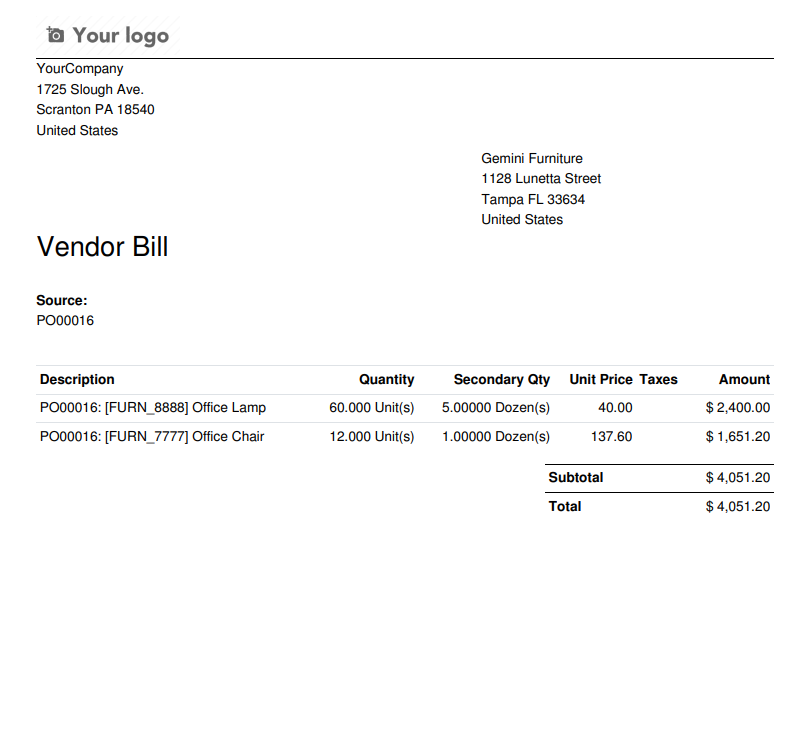 Your logo
YourCompany
1725 Slough Ave.
Scranton PA 18540
United States
Gemini Furniture
1128 Lunetta Street
Tampa FL 33634
United States
Vendor Bill
Source:
PO00016
Description Quantity Secondary Qty Unit Price Taxes Amount
PO00016: [FURN_8888] Office Lamp 60.000 Unit(s) 5.00000 Dozen(s) 40.00 $ 2,400.00
PO00016: [FURN_7777] Office Chair 12.000 Unit(s) 1.00000 Dozen(s) 137.60 $ 1,651.20
Subtotal $ 4,051.20
Total $ 4,051.20